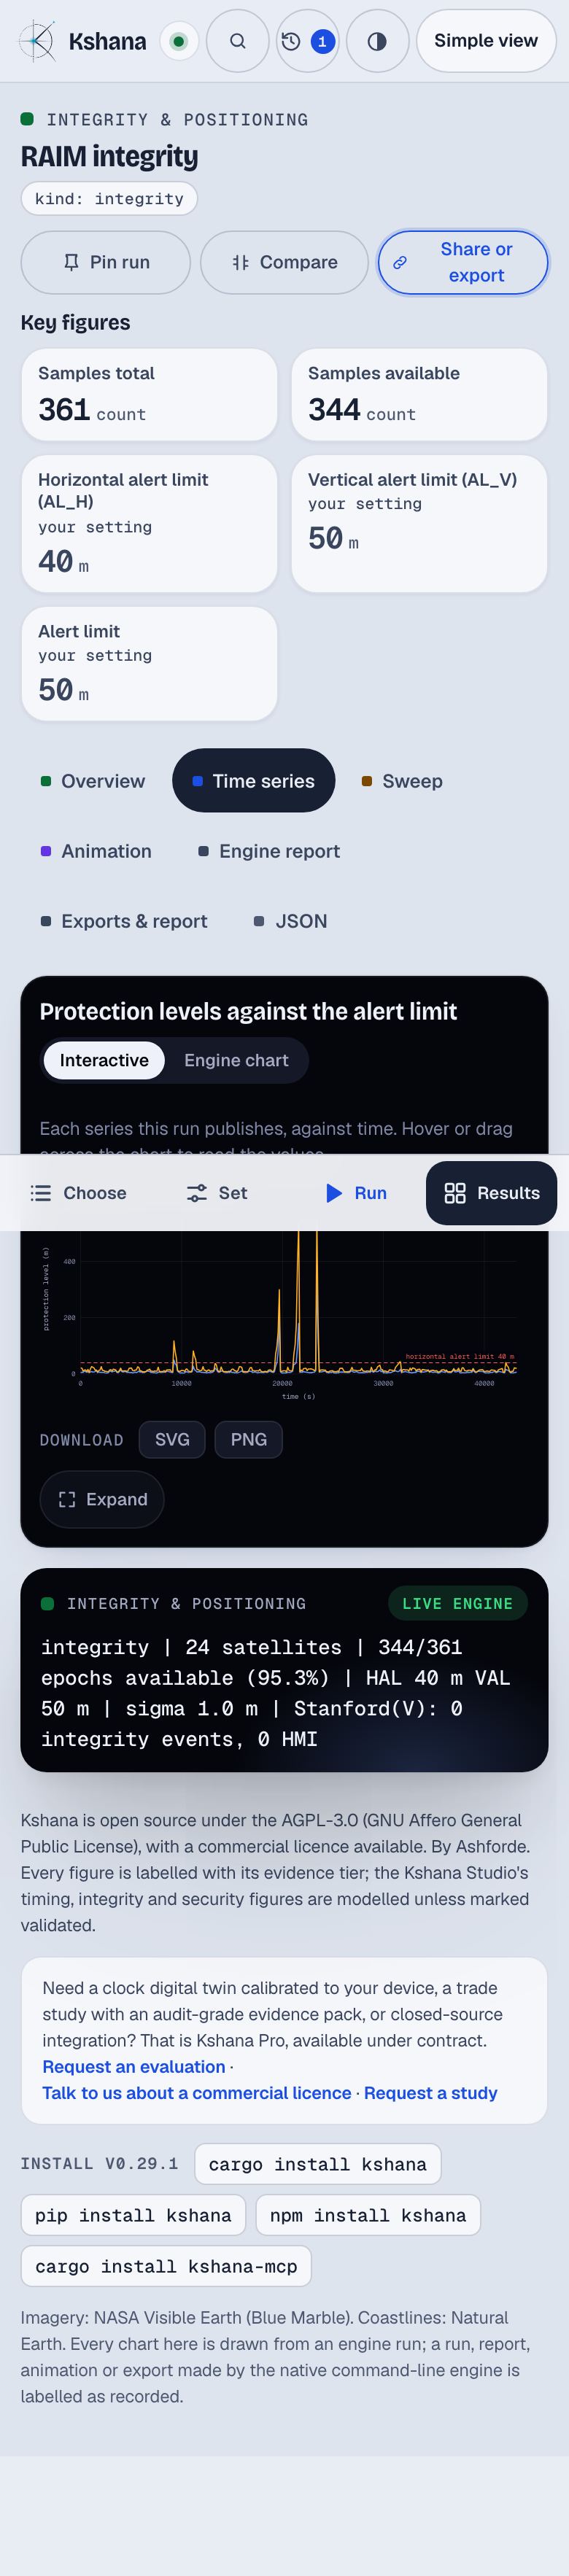 Kshana
1
Simple view
INTEGRITY & POSITIONING
RAIM integrity
kind: integrity
Pin run
Compare
Share or
export
Key figures
Samples total
361 count
Samples available
344 count
Horizontal alert limit
(AL_H)
your setting
40 m
Vertical alert limit (AL_V)
your setting
50 m
Alert limit
your setting
50 m
Overview
Time series
Sweep
Animation
Engine report
Exports & report
JSON
Protection levels against the alert limit
Interactive
Engine chart
Each series this run publishes, against time. Hover or drag
across the chart to read the values.
Choose
Set
Run
Results
protection level (m)
400
200
0
horizontal alert limit 40 m
0
10000
20000
30000
40000
time (s)
DOWNLOAD
SVG
PNG
Expand
INTEGRITY & POSITIONING
LIVE ENGINE
integrity | 24 satellites | 344/361
epochs available (95.3%) | HAL 40 m VAL
50 m | sigma 1.0 m | Stanford(V): 0
integrity events, 0 HMI
Kshana is open source under the AGPL-3.0 (GNU Affero General
Public License), with a commercial licence available. By Ashforde.
Every figure is labelled with its evidence tier; the Kshana Studio's
timing, integrity and security figures are modelled unless marked
validated.
Need a clock digital twin calibrated to your device, a trade
study with an audit-grade evidence pack, or closed-source
integration? That is Kshana Pro, available under contract.
Request an evaluation ·
Talk to us about a commercial licence · Request a study
INSTALL V0.29.1
cargo install kshana
pip install kshana
npm install kshana
cargo install kshana-mcp
Imagery: NASA Visible Earth (Blue Marble). Coastlines: Natural
Earth. Every chart here is drawn from an engine run; a run, report,
animation or export made by the native command-line engine is
labelled as recorded.